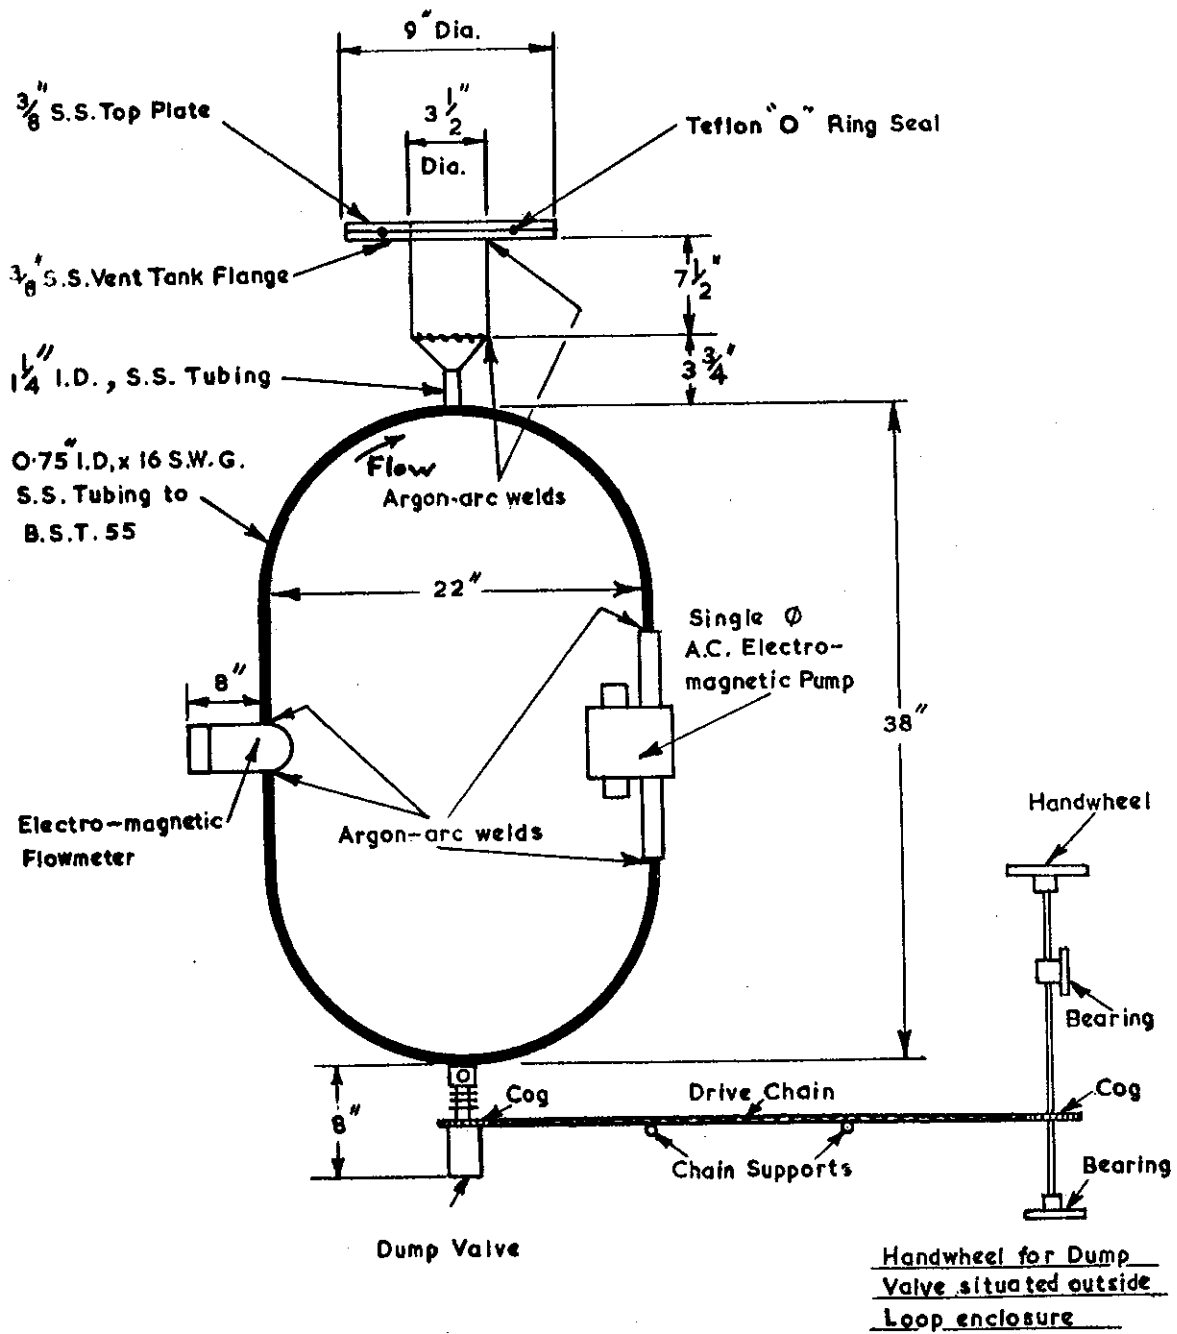 9" Dia.
3/8" S.S. Top Plate
3 1/2"
Dia.
Teflon "O" Ring Seal
3/8" S.S. Vent Tank Flange
7 1/2"
1 1/4" I.D., S.S. Tubing
3 3/4"
0.75" I.D, x 16 S.W.G.
S.S. Tubing to
B.S.T. 55
Flow
Argon-arc welds
22"
Single Ø
A.C. Electro-
magnetic Pump
8"
38"
Electro-magnetic
Flowmeter
Argon-arc welds
Handwheel
Bearing
8"
Cog
Drive Chain
Cog
Chain Supports
Bearing
Dump Valve
Handwheel for Dump
Valve situated outside
Loop enclosure